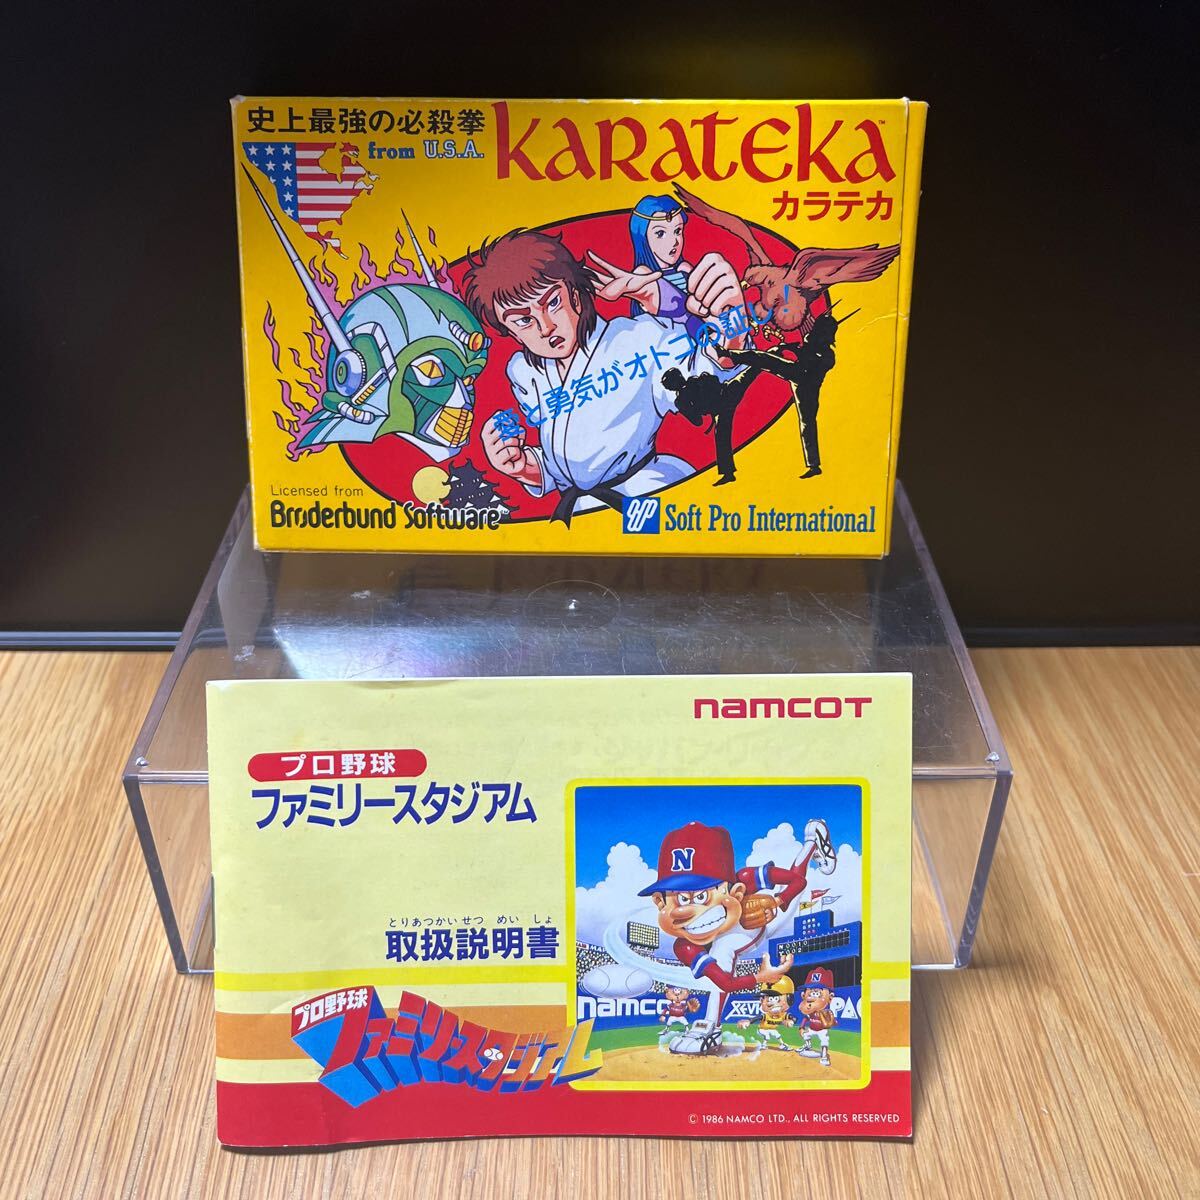 史上最強の必殺拳
from U.S.A.
KARATEKA™
カラテカ
愛と勇気がオトコの証し!
Licensed from
Brøderbund Software™
Soft Pro International
namcoT
プロ野球
ファミリースタジアム
とりあつかいせつ めい しょ
取扱説明書
N
N
namco
XEVI
PA
プロ野球
ファミリースタジアム
© 1986 NAMCO LTD., ALL RIGHTS RESERVED